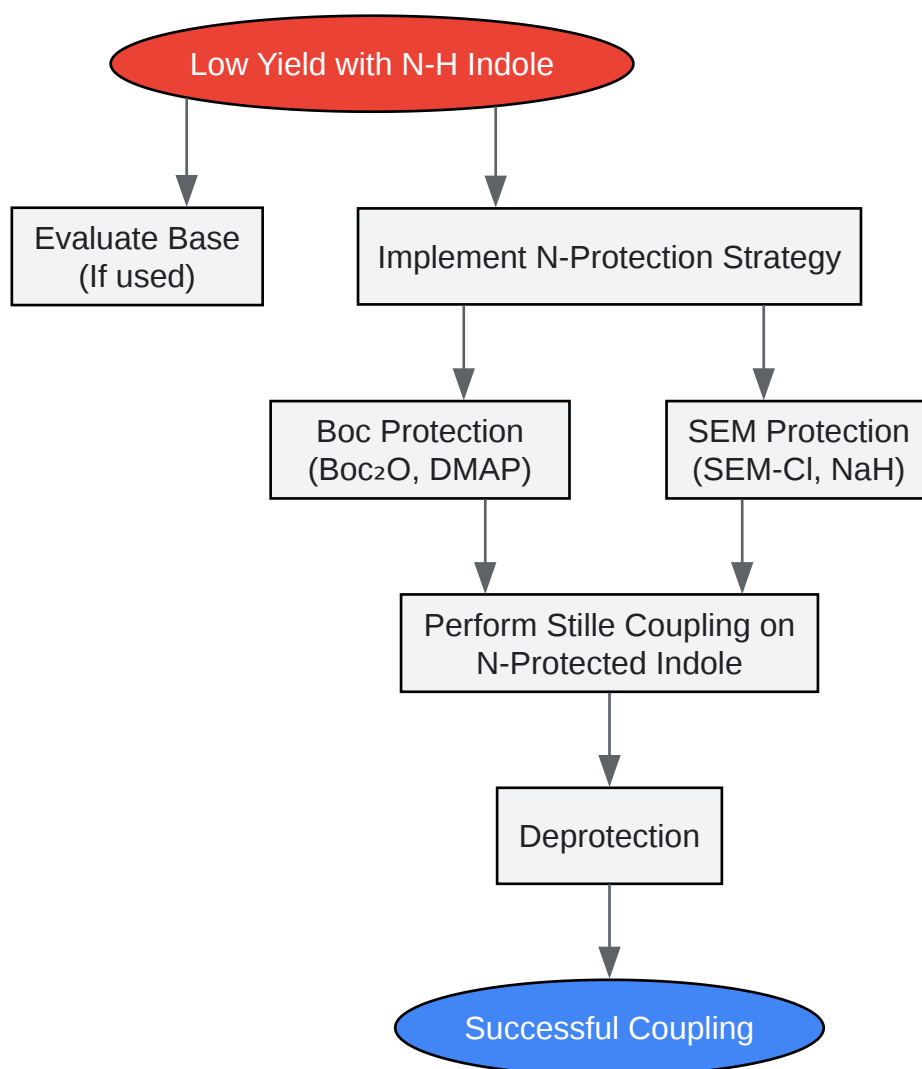 Low Yield with N-H Indole
Evaluate Base
(If used)
Implement N-Protection Strategy
Boc Protection
(Boc₂O, DMAP)
SEM Protection
(SEM-Cl, NaH)
Perform Stille Coupling on
N-Protected Indole
Deprotection
Successful Coupling